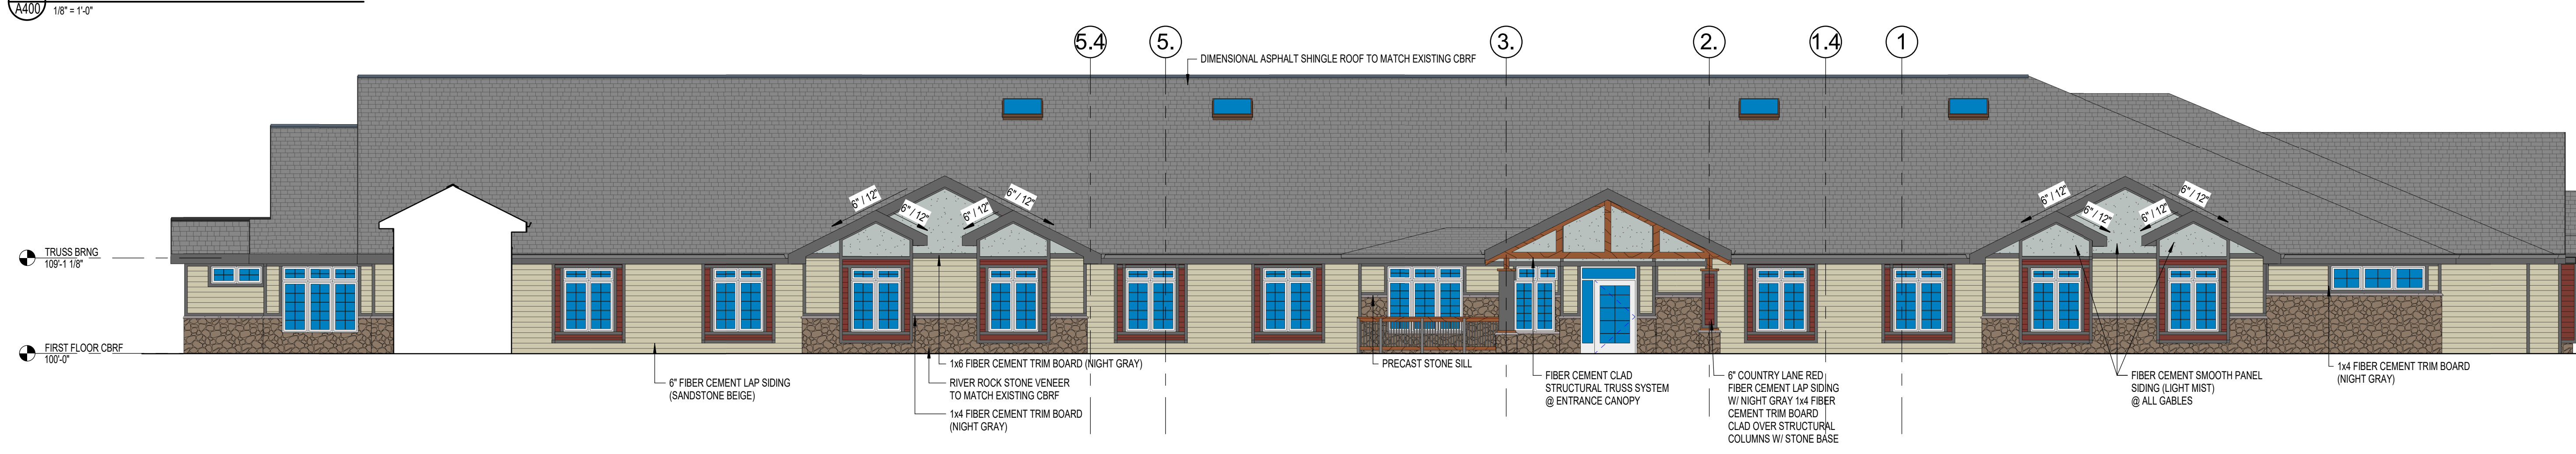 A400
1/8" = 1'-0"
5.4
5.
3.
2.
1.4
1
DIMENSIONAL ASPHALT SHINGLE ROOF TO MATCH EXISTING CBRF
6" / 12"
6" / 12"
6" / 12"
6" / 12"
6" / 12"
6" / 12"
6" / 12"
6" / 12"
TRUSS BRNG
109'-1 1/8"
FIRST FLOOR CBRF
100'-0"
6" FIBER CEMENT LAP SIDING
(SANDSTONE BEIGE)
1x6 FIBER CEMENT TRIM BOARD (NIGHT GRAY)
RIVER ROCK STONE VENEER
TO MATCH EXISTING CBRF
1x4 FIBER CEMENT TRIM BOARD
(NIGHT GRAY)
PRECAST STONE SILL
FIBER CEMENT CLAD
STRUCTURAL TRUSS SYSTEM
@ ENTRANCE CANOPY
6" COUNTRY LANE RED
FIBER CEMENT LAP SIDING
W/ NIGHT GRAY 1x4 FIBER
CEMENT TRIM BOARD
CLAD OVER STRUCTURAL
COLUMNS W/ STONE BASE
FIBER CEMENT SMOOTH PANEL
SIDING (LIGHT MIST)
@ ALL GABLES
1x4 FIBER CEMENT TRIM BOARD
(NIGHT GRAY)